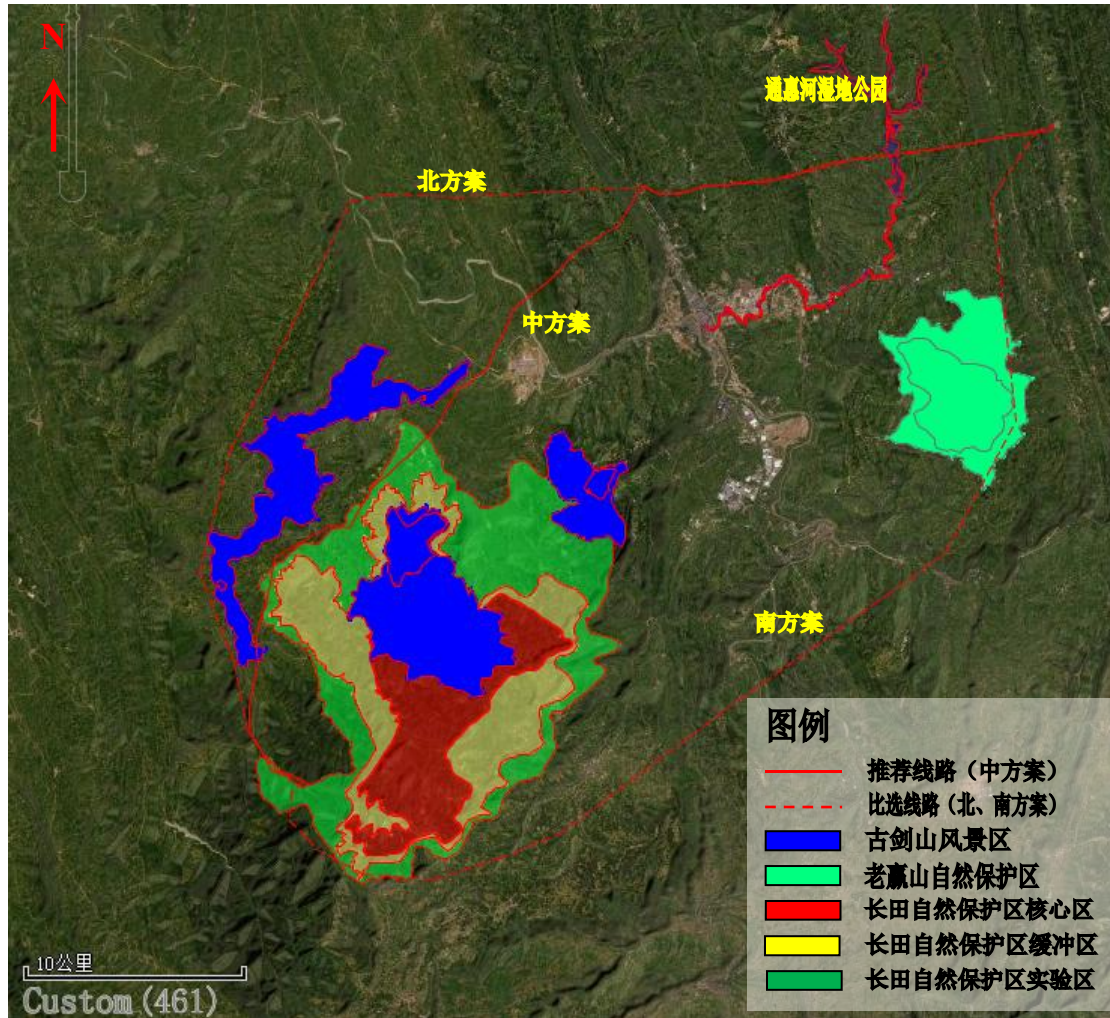 N
通惠河湿地公园
北方案
中方案
南方案
图例
推荐线路（中方案）
比选线路（北、南方案）
古剑山风景区
老瀛山自然保护区
长田自然保护区核心区
长田自然保护区缓冲区
长田自然保护区实验区
10公里
Custom (461)